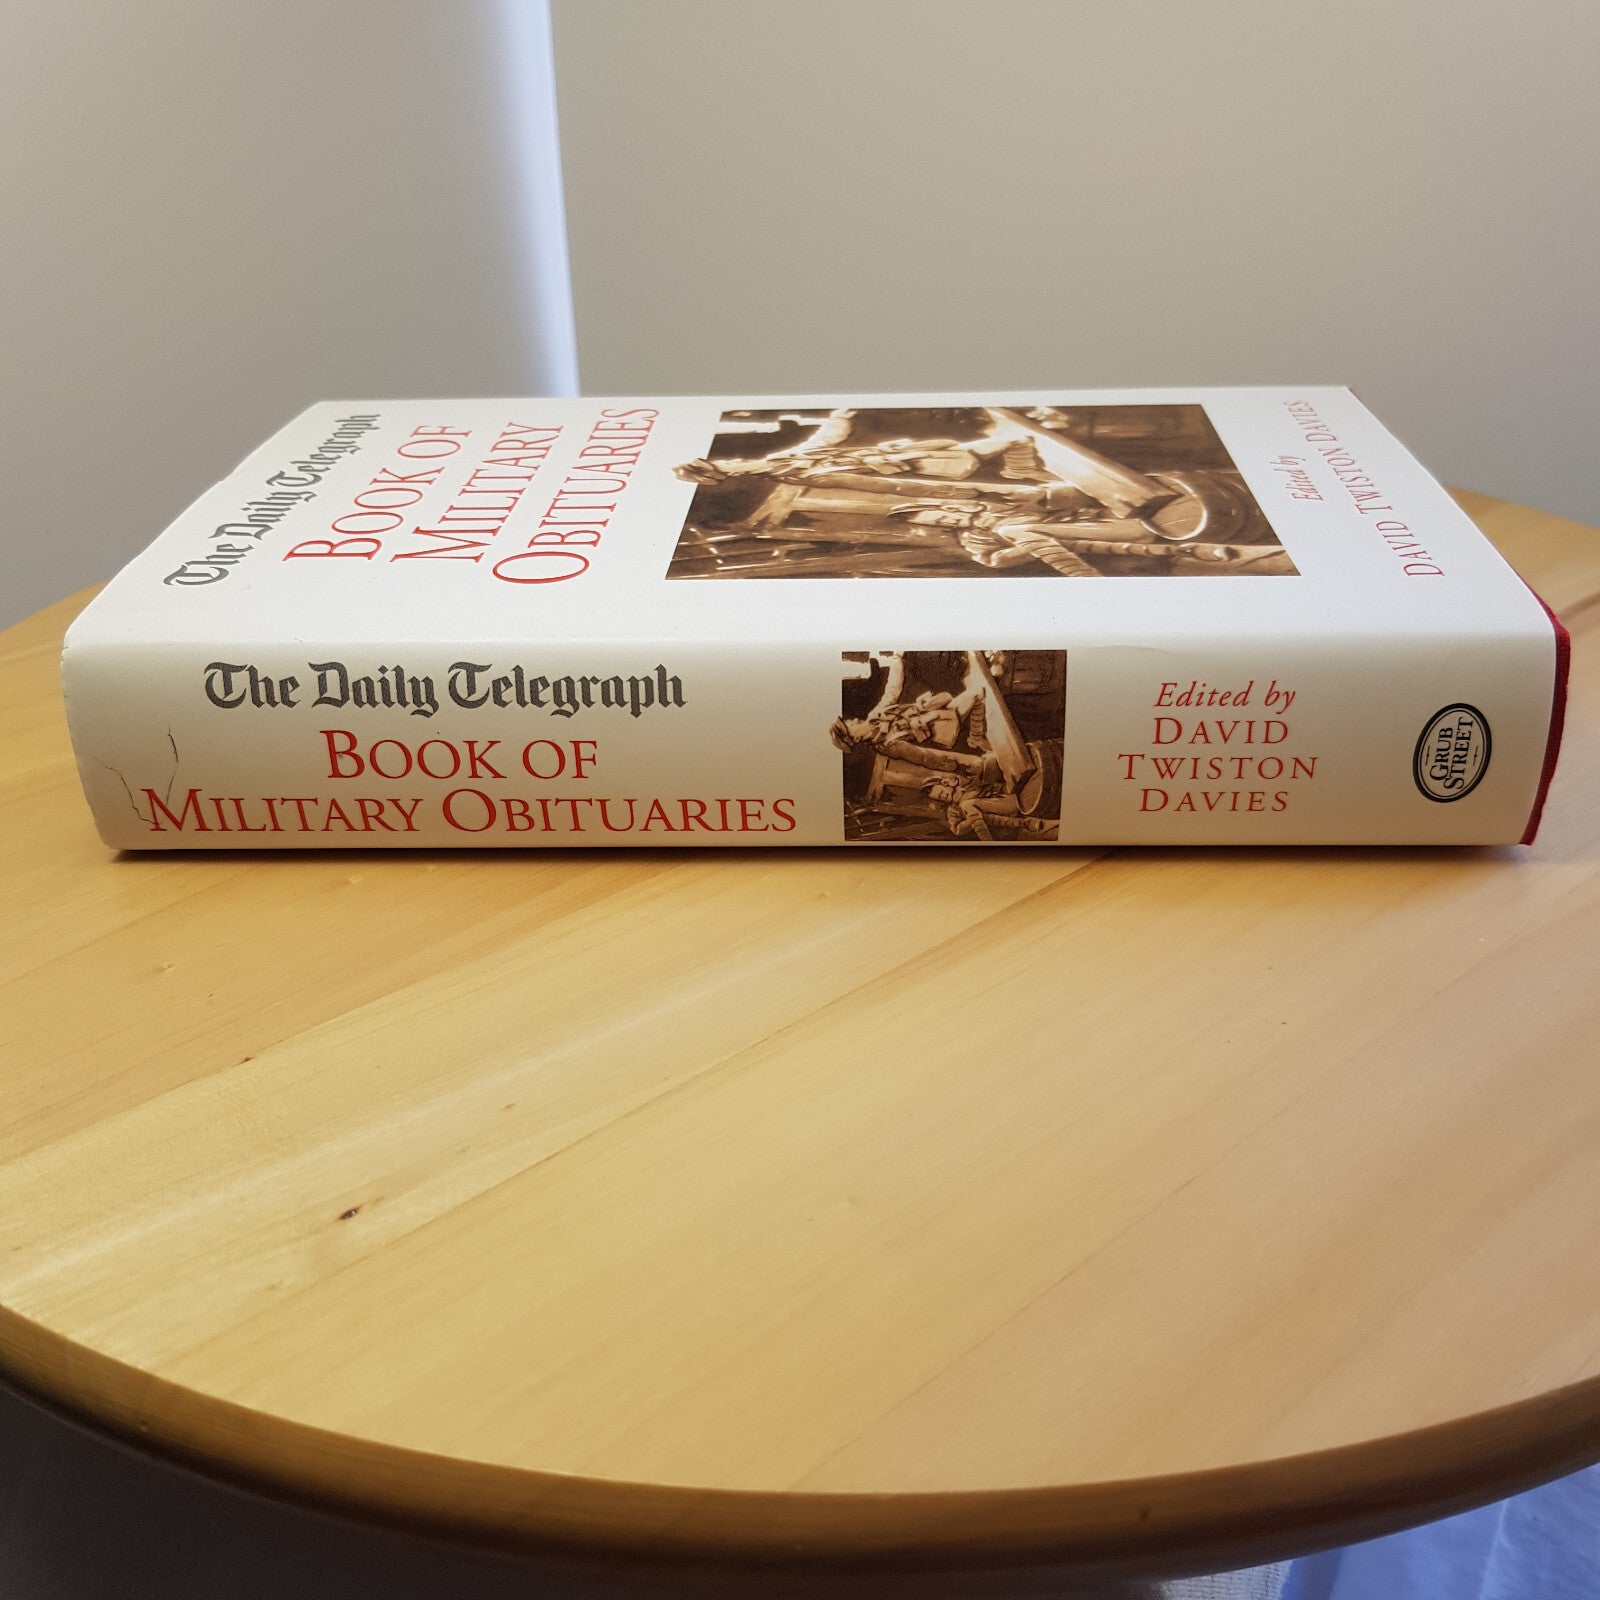 The Daily Telegraph
BOOK OF
MILITARY
OBITUARIES
Edited by
DAVID TWISTON DAVIES
The Daily Telegraph
BOOK OF
MILITARY OBITUARIES
Edited by
DAVID
TWISTON
DAVIES
GRUB
STREET